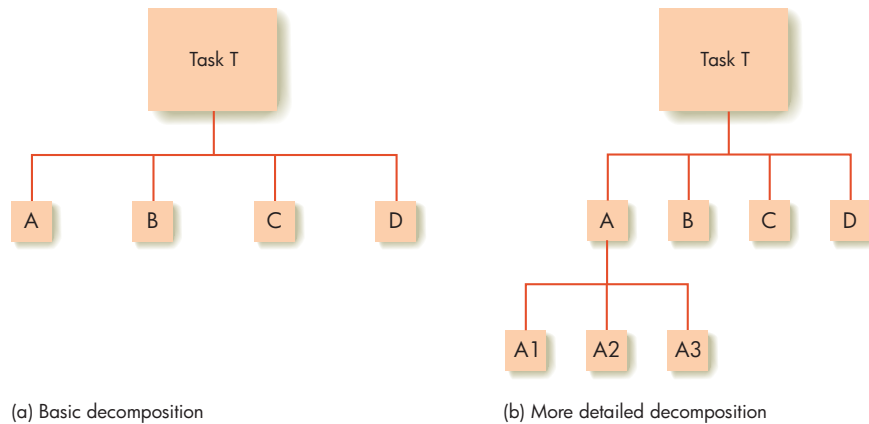 Task T
A B C D
(a) Basic decomposition
Task T
A B C D
A1 A2 A3
(b) More detailed decomposition